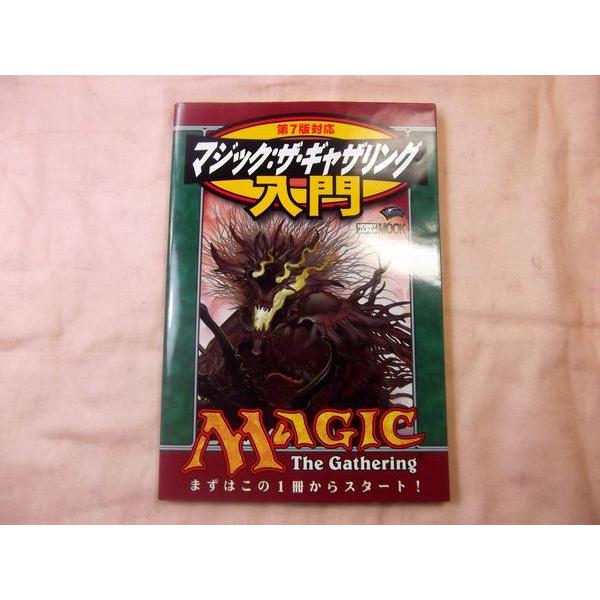 第7版対応
マジック:ザ・ギャザリング
入門
HOBBY JAPAN MOOK
MAGIC
The Gathering
まずはこの1冊からスタート!